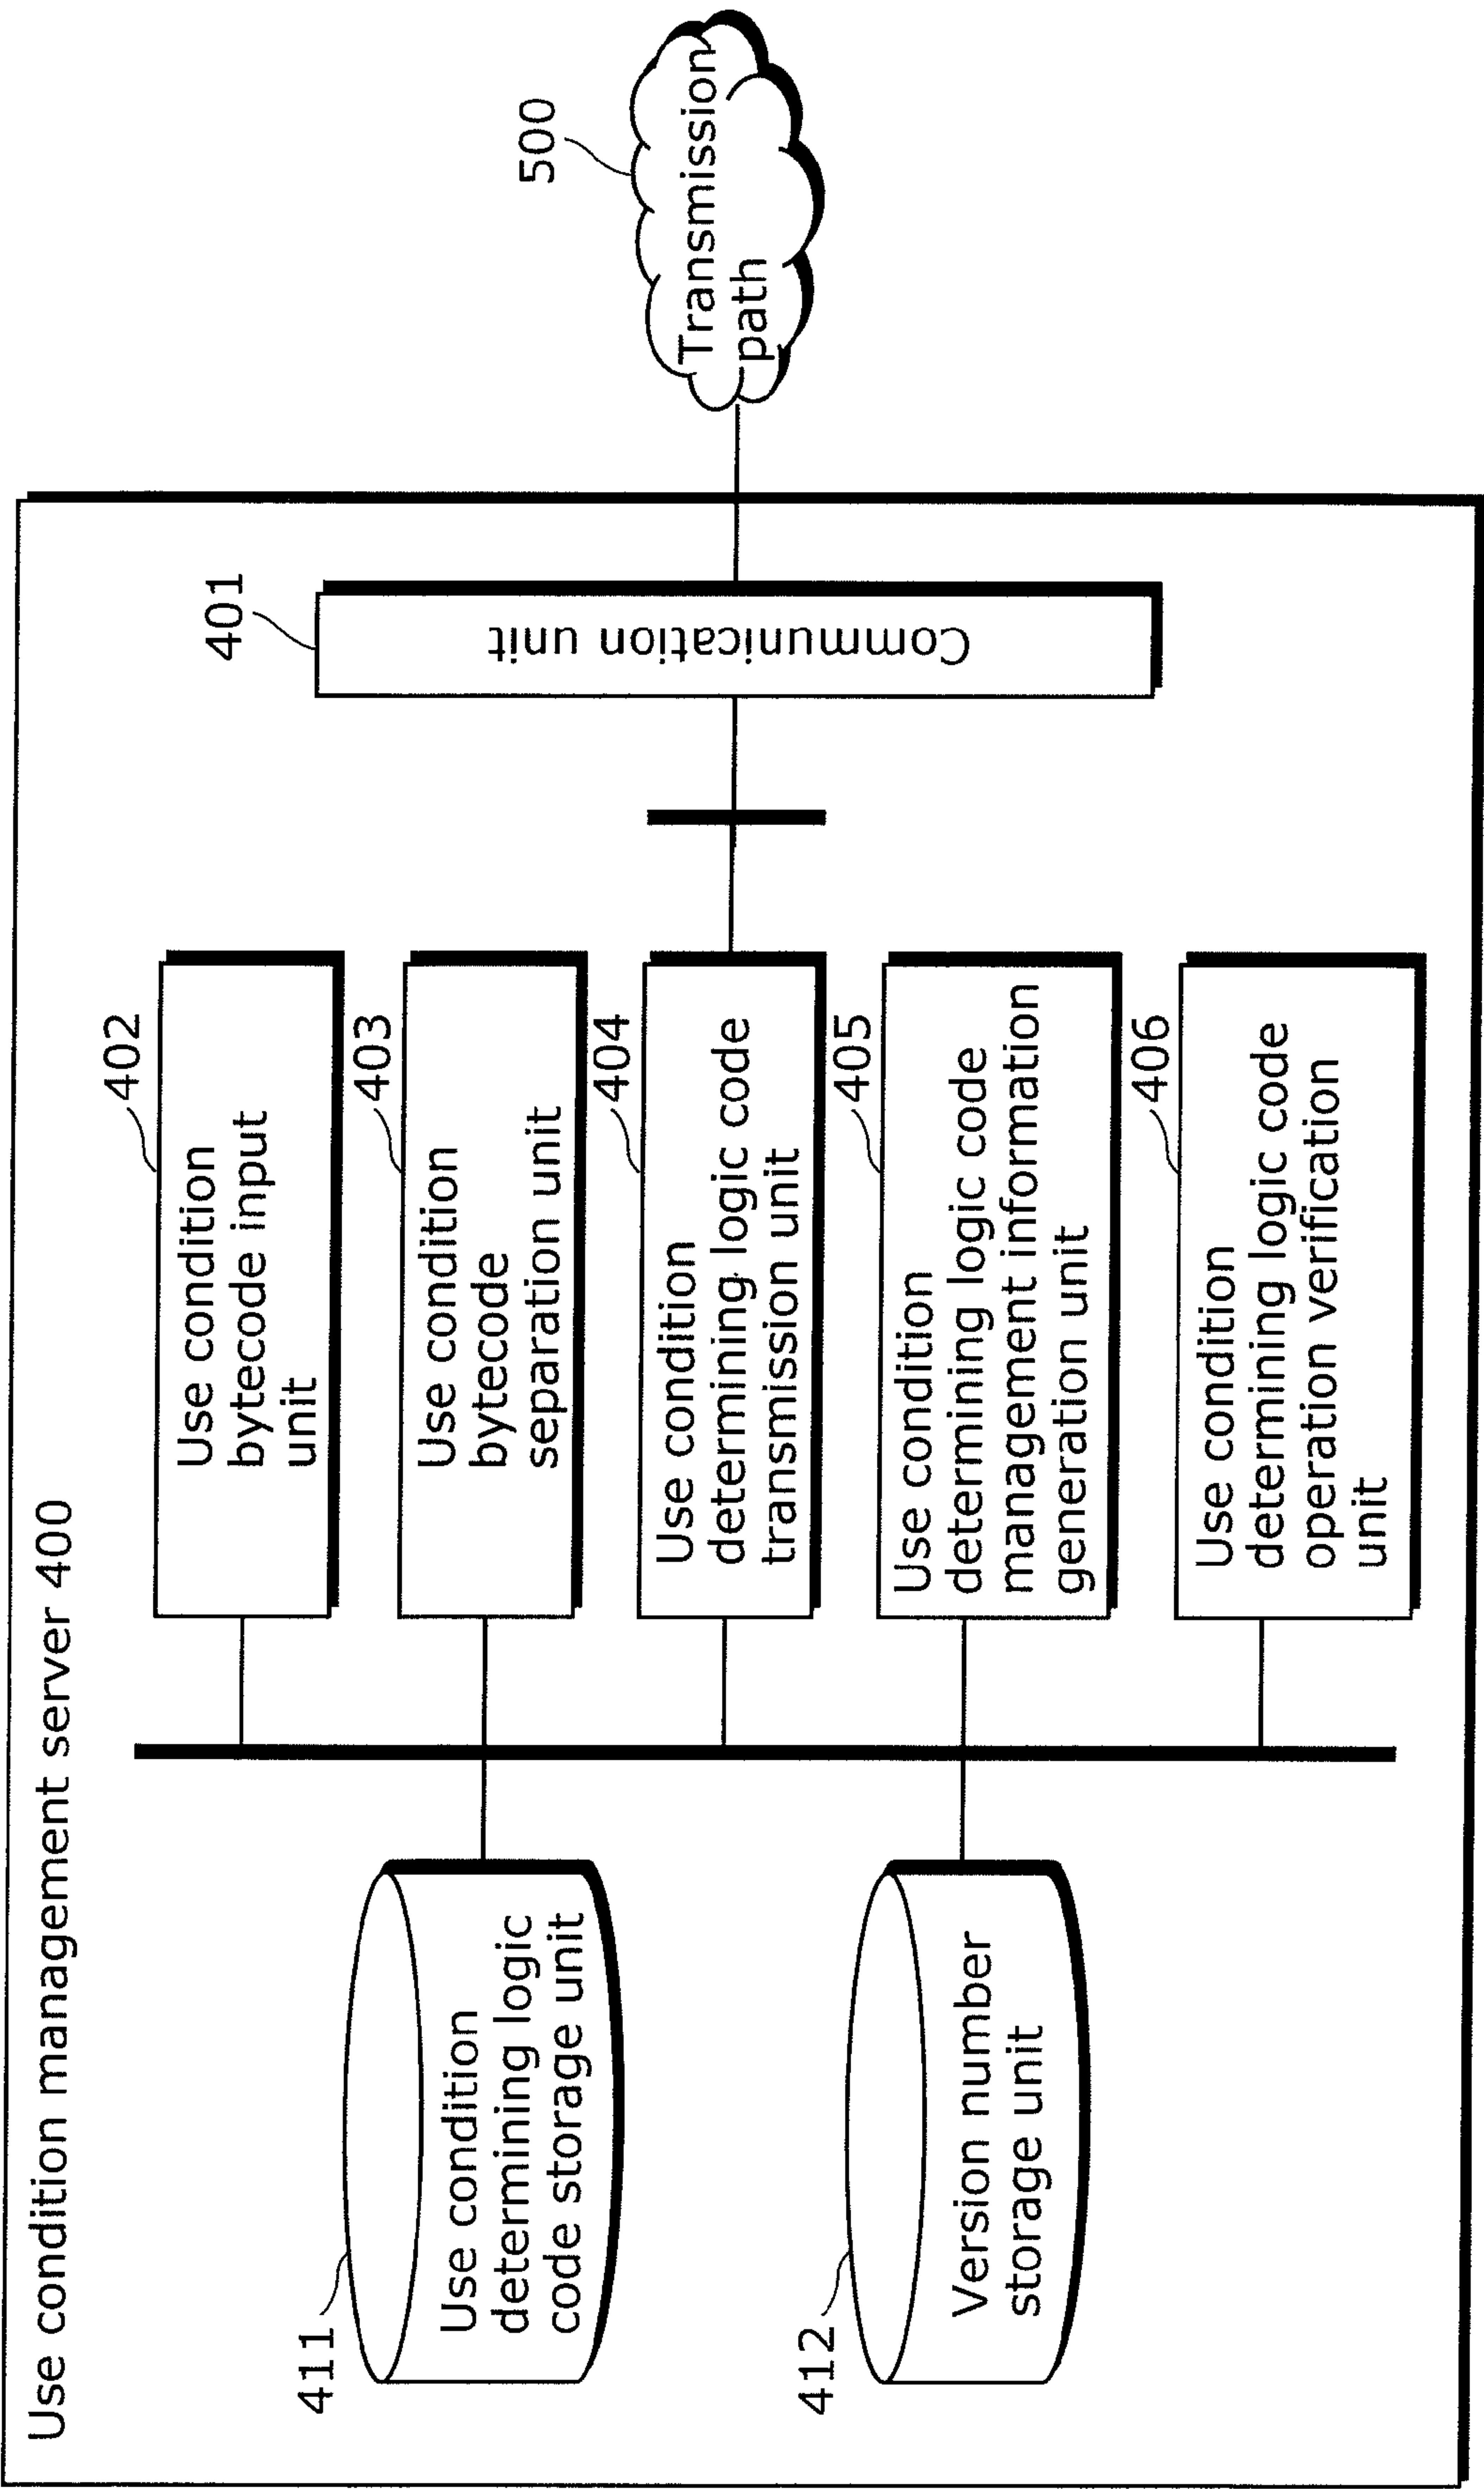 Use condition management server 400
411
Use condition
determining logic
code storage unit
412
Version number
storage unit
402
Use condition
bytecode input
unit
403
Use condition
bytecode
separation unit
404
Use condition
determining logic code
transmission unit
405
Use condition
determining logic code
management information
generation unit
406
Use condition
determining logic code
operation verification
unit
401
Communication unit
500
Transmission
path